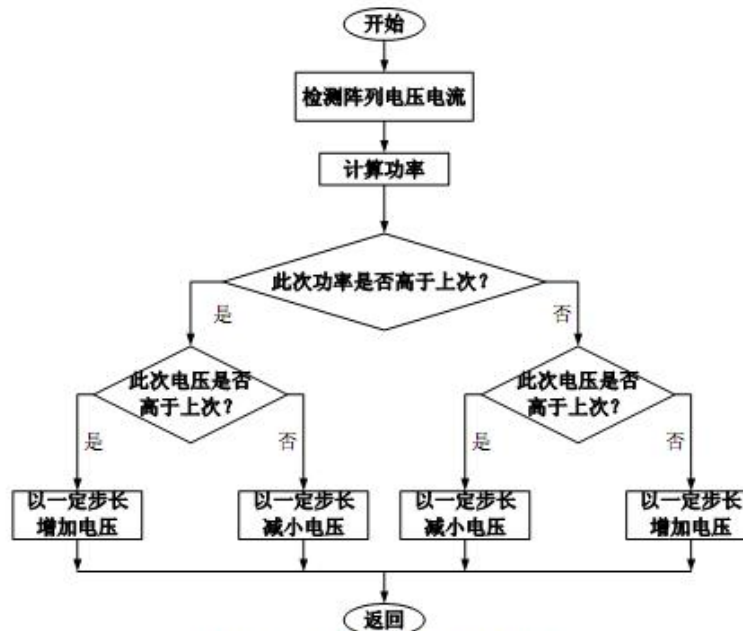 开始
检测阵列电压电流
计算功率
此次功率是否高于上次？
是
否
此次电压是否
高于上次？
此次电压是否
高于上次？
是
否
是
否
以一定步长
增加电压
以一定步长
减小电压
以一定步长
减小电压
以一定步长
增加电压
返回